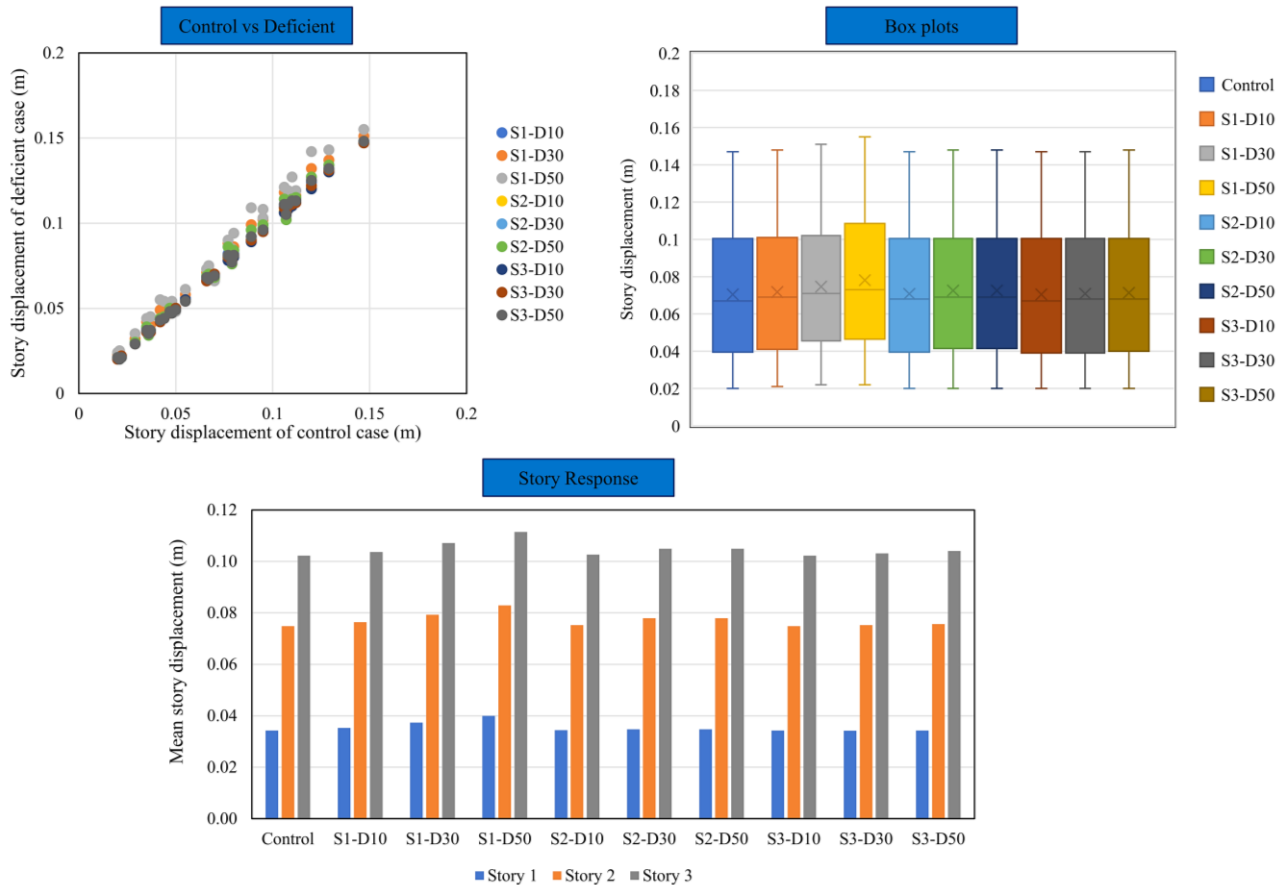 Control vs Deficient
Story displacement of deficient case (m)
0.2
0.15
0.1
0.05
0
0
0.05
0.1
0.15
0.2
Story displacement of control case (m)
S1-D10
S1-D30
S1-D50
S2-D10
S2-D30
S2-D50
S3-D10
S3-D30
S3-D50
Box plots
Story displacement (m)
0.2
0.18
0.16
0.14
0.12
0.1
0.08
0.06
0.04
0.02
0
Control
S1-D10
S1-D30
S1-D50
S2-D10
S2-D30
S2-D50
S3-D10
S3-D30
S3-D50
Story Response
Mean story displacement (m)
0.12
0.10
0.08
0.06
0.04
0.02
0.00
Control S1-D10 S1-D30 S1-D50 S2-D10 S2-D30 S2-D50 S3-D10 S3-D30 S3-D50
Story 1 Story 2 Story 3